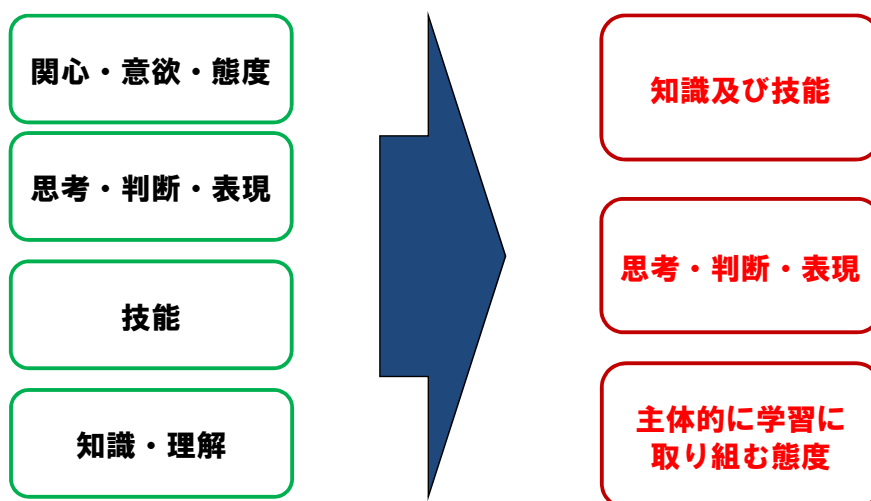 関心・意欲・態度
思考・判断・表現
技能
知識・理解
知識及び技能
思考・判断・表現
主体的に学習に
取り組む態度